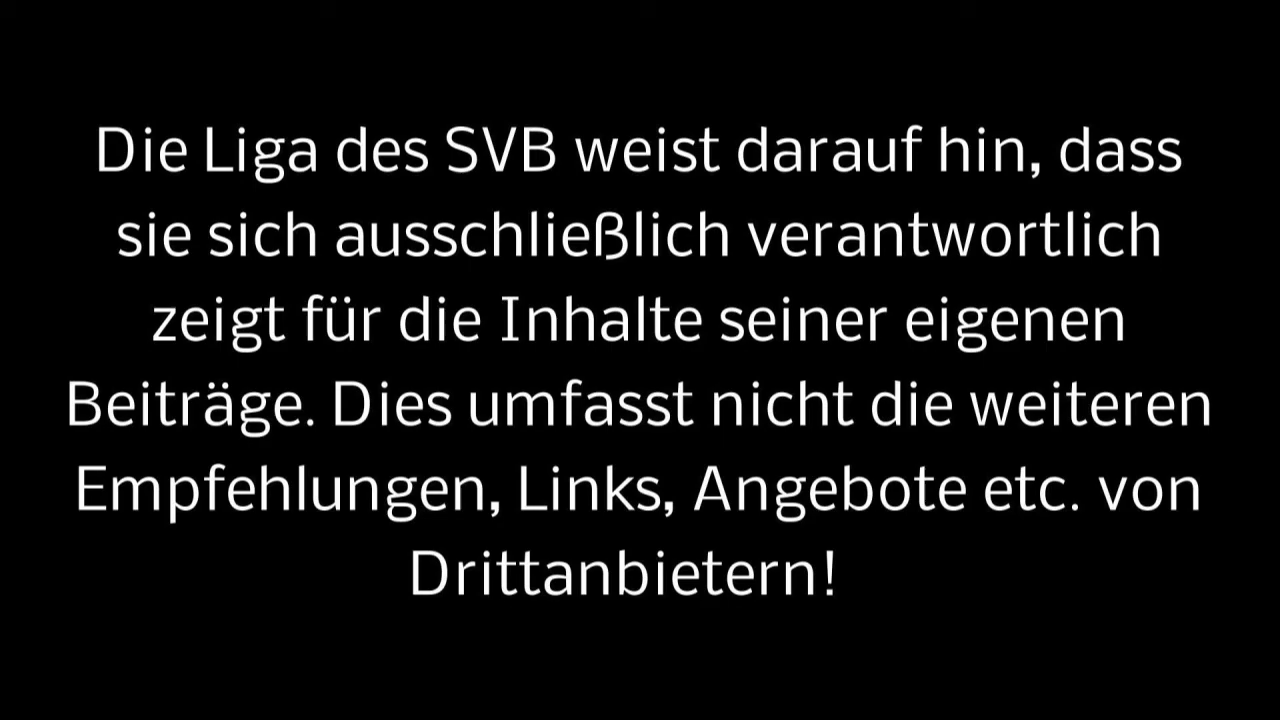 Die Liga des SVB weist darauf hin, dass
sie sich ausschließlich verantwortlich
zeigt für die Inhalte seiner eigenen
Beiträge. Dies umfasst nicht die weiteren
Empfehlungen, Links, Angebote etc. von
Drittanbietern!